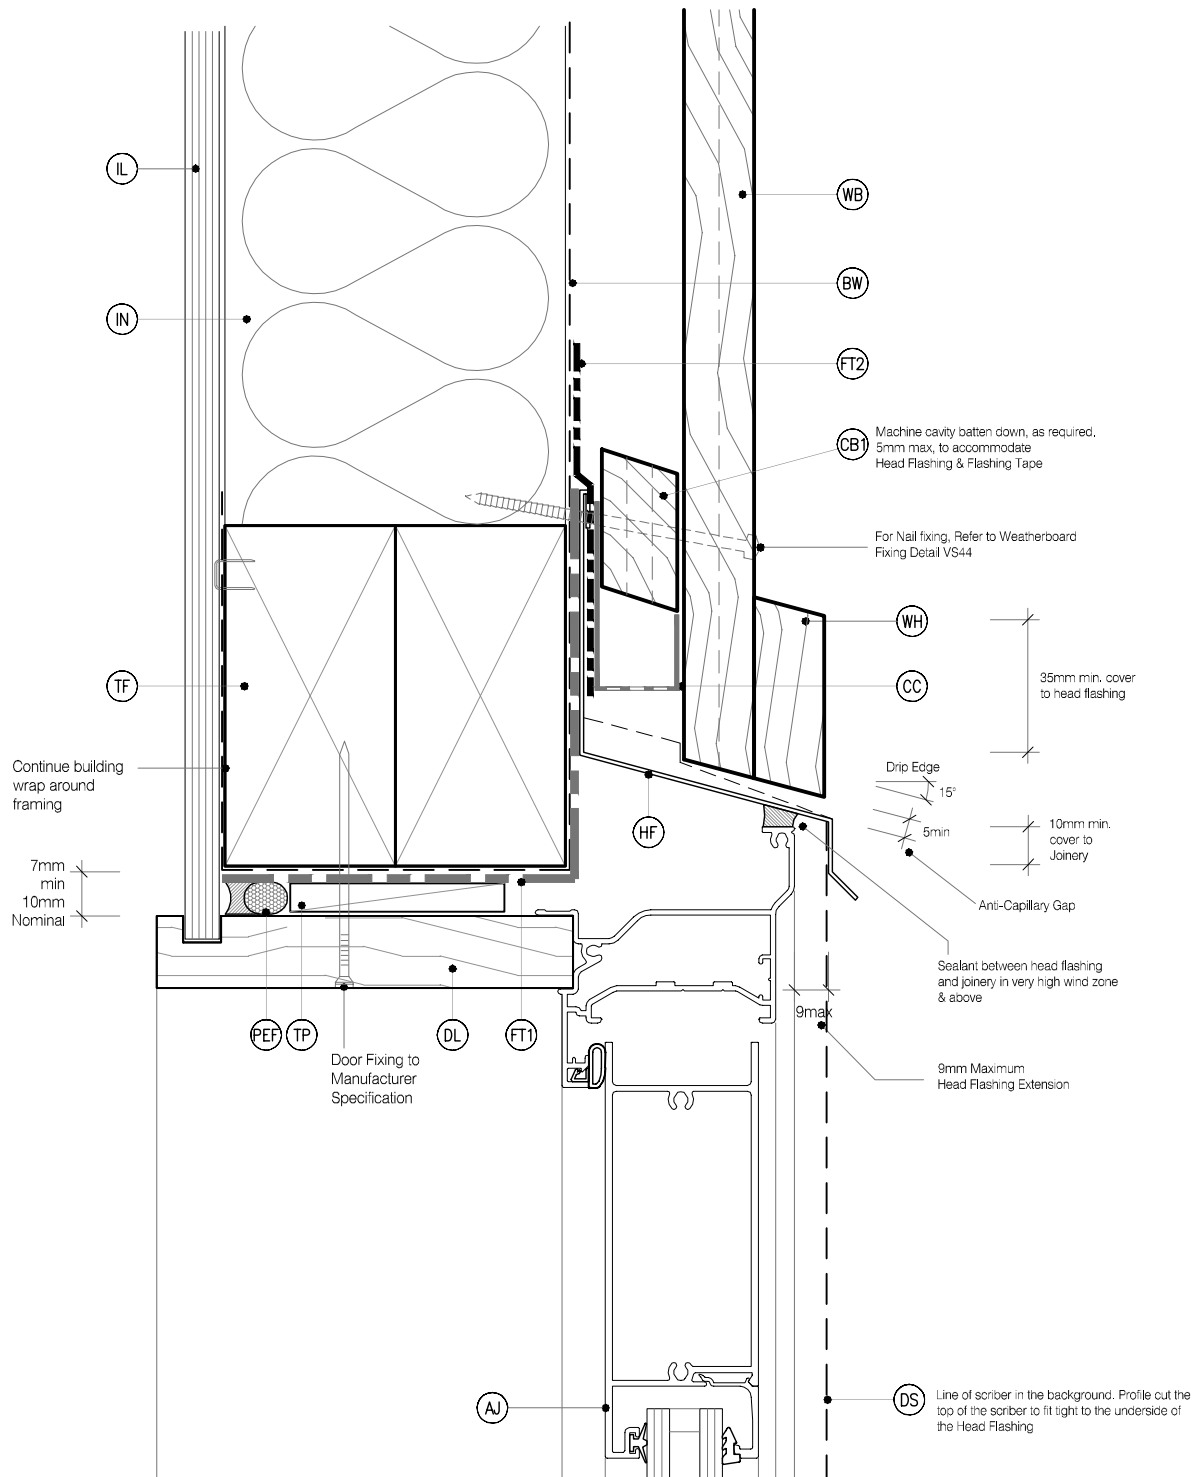 IL
WB
BW
IN
FT2
CB1
Machine cavity batten down, as required,
5mm max, to accommodate
Head Flashing & Flashing Tape
For Nail fixing, Refer to Weatherboard
Fixing Detail VS44
WH
TF
CC
35mm min. cover
to head flashing
Continue building
wrap around
framing
Drip Edge
15°
HF
5min
10mm min.
cover to
Joinery
7mm
min
10mm
Nominal
Anti-Capillary Gap
Sealant between head flashing
and joinery in very high wind zone
& above
9max
PEF
TP
DL
FT1
Door Fixing to
Manufacturer
Specification
9mm Maximum
Head Flashing Extension
AJ
DS
Line of scriber in the background. Profile cut the
top of the scriber to fit tight to the underside of
the Head Flashing